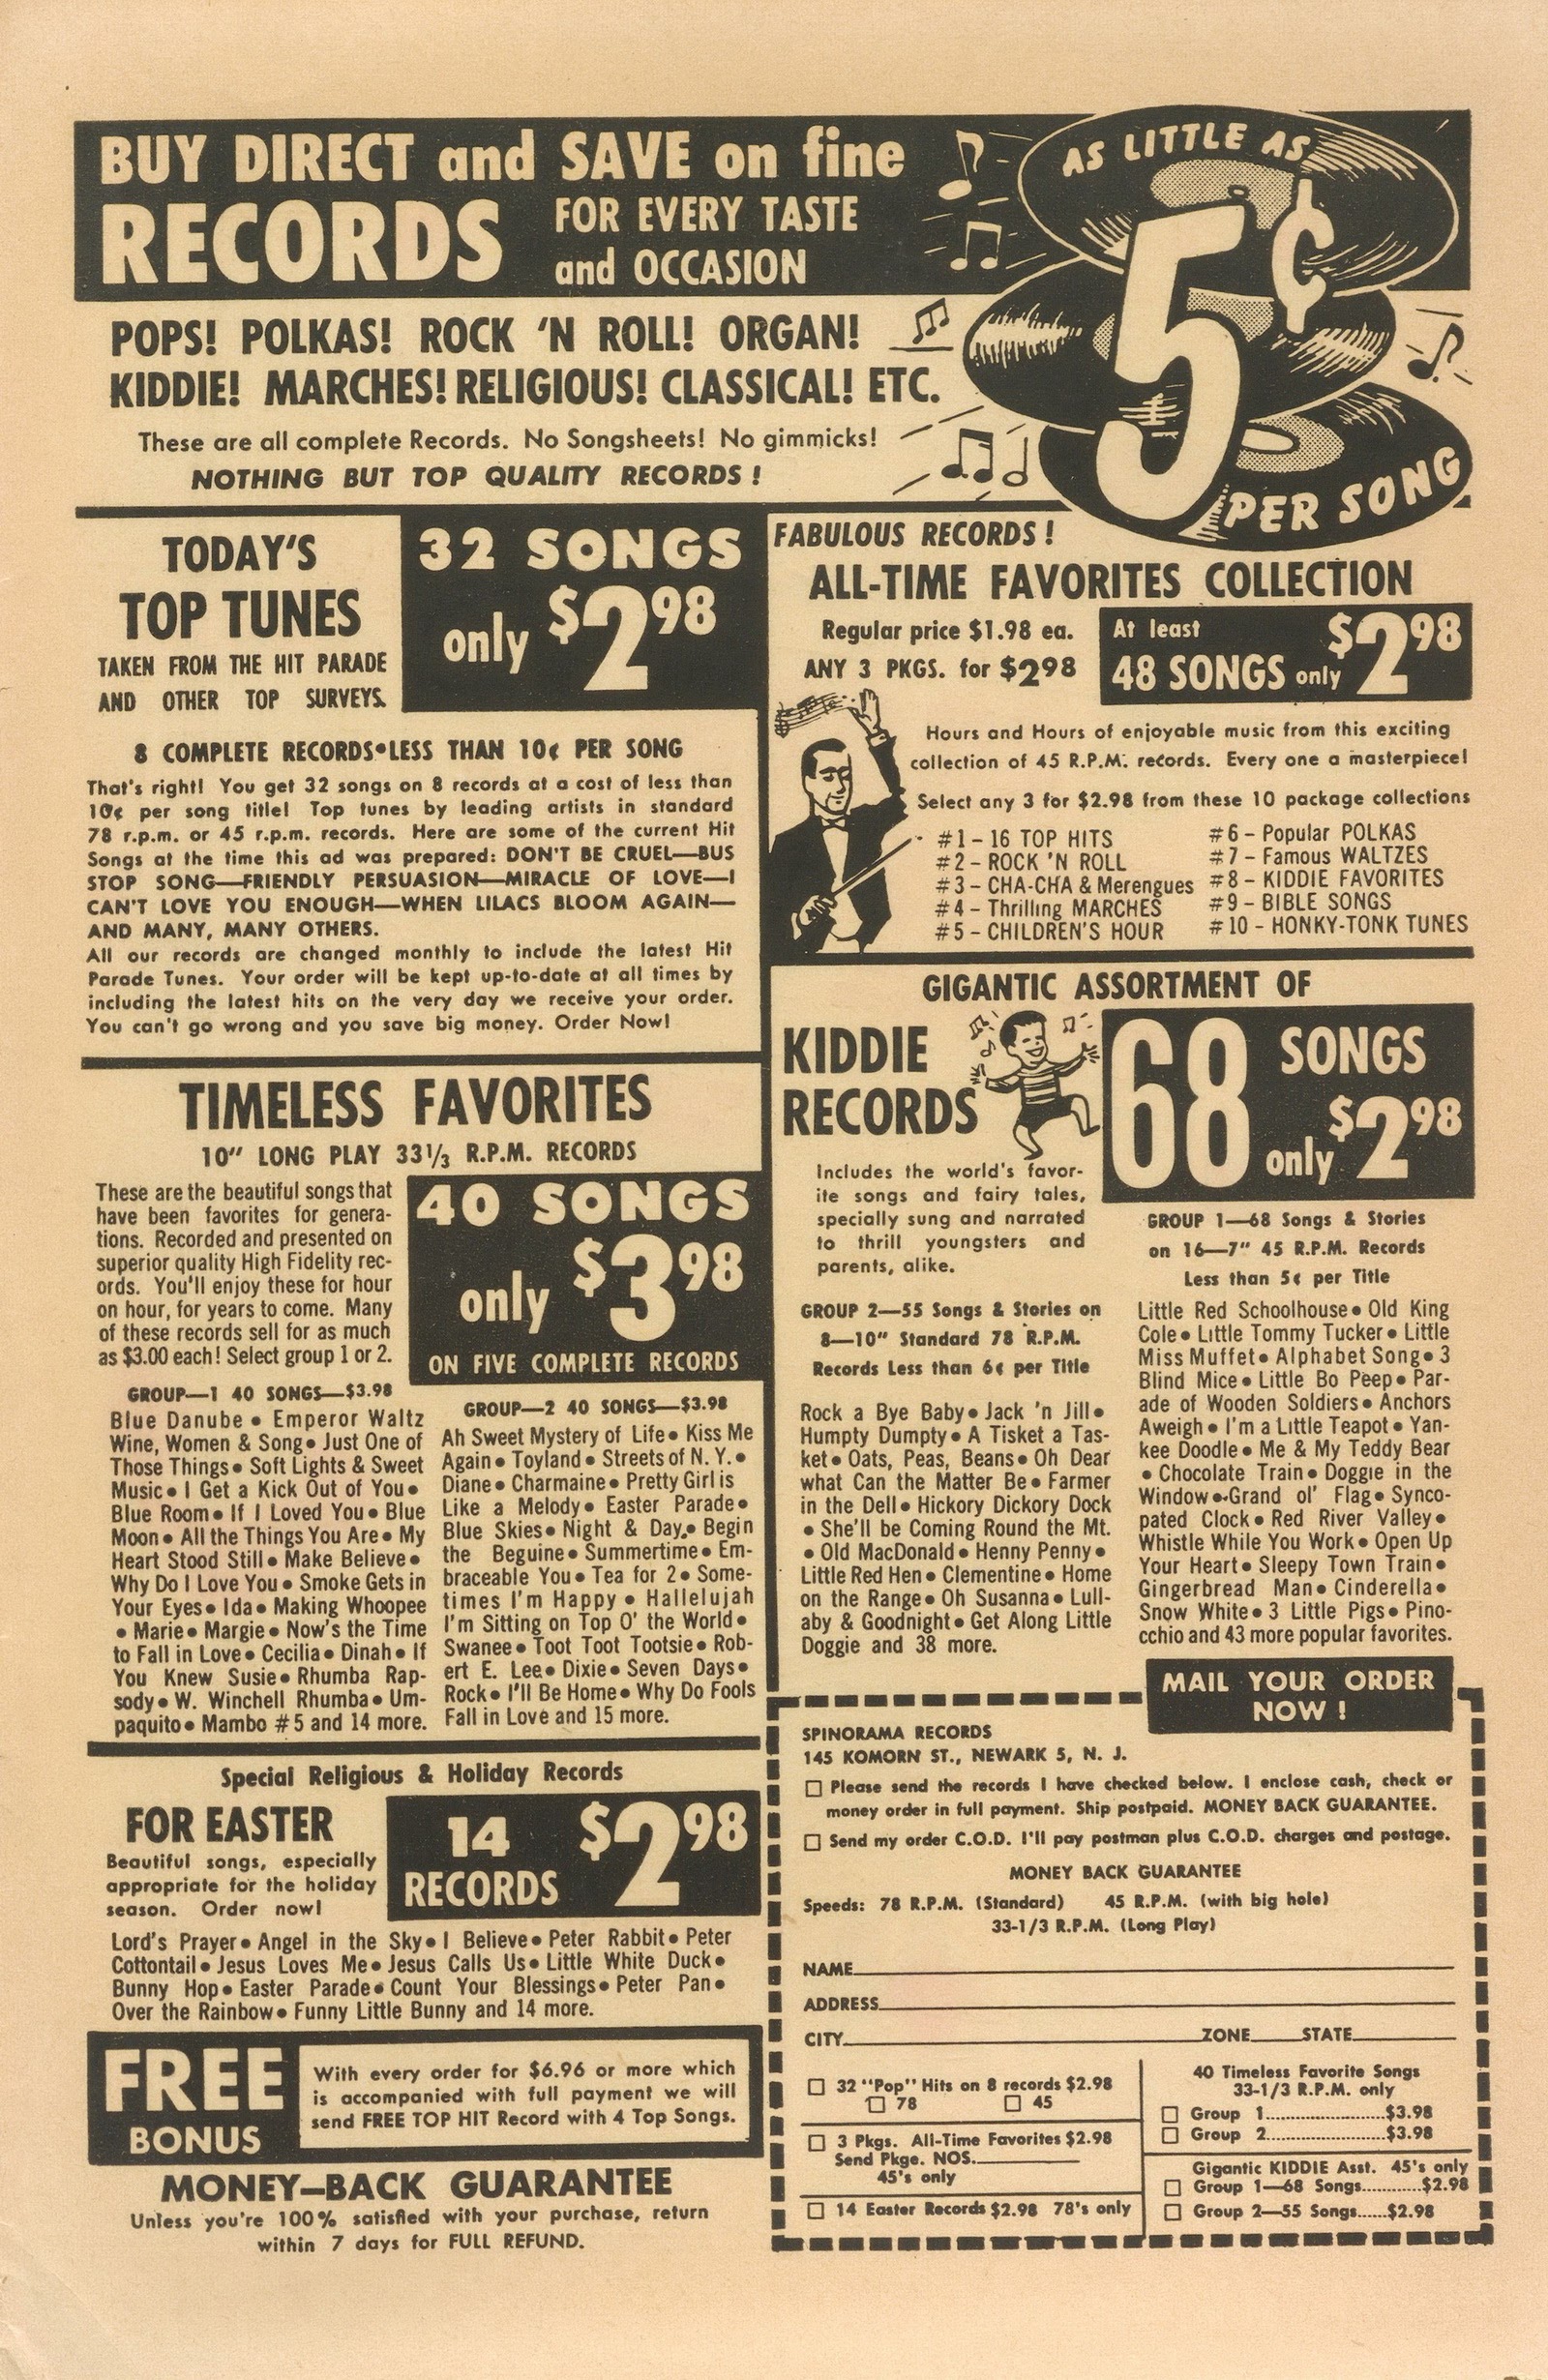 BUY DIRECT and SAVE on fine
RECORDS FOR EVERY TASTE
and OCCASION
AS LITTLE AS
5¢
PER SONG
POPS! POLKAS! ROCK 'N ROLL! ORGAN!
KIDDIE! MARCHES! RELIGIOUS! CLASSICAL! ETC.
These are all complete Records. No Songsheets! No gimmicks!
NOTHING BUT TOP QUALITY RECORDS!
TODAY'S
TOP TUNES
TAKEN FROM THE HIT PARADE
AND OTHER TOP SURVEYS.
32 SONGS
only $2.98
8 COMPLETE RECORDS•LESS THAN 10¢ PER SONG
That's right! You get 32 songs on 8 records at a cost of less than
10¢ per song title! Top tunes by leading artists in standard
78 r.p.m. or 45 r.p.m. records. Here are some of the current Hit
Songs at the time this ad was prepared: DON'T BE CRUEL—BUS
STOP SONG—FRIENDLY PERSUASION—MIRACLE OF LOVE—I
CAN'T LOVE YOU ENOUGH—WHEN LILACS BLOOM AGAIN—
AND MANY, MANY OTHERS.
All our records are changed monthly to include the latest Hit
Parade Tunes. Your order will be kept up-to-date at all times by
including the latest hits on the very day we receive your order.
You can't go wrong and you save big money. Order Now!
TIMELESS FAVORITES
10" LONG PLAY 33⅓ R.P.M. RECORDS
These are the beautiful songs that
have been favorites for genera-
tions. Recorded and presented on
superior quality High Fidelity rec-
ords. You'll enjoy these for hour
on hour, for years to come. Many
of these records sell for as much
as $3.00 each! Select group 1 or 2.
40 SONGS
only $3.98
ON FIVE COMPLETE RECORDS
GROUP—1 40 SONGS—$3.98
Blue Danube • Emperor Waltz
Wine, Women & Song • Just One of
Those Things • Soft Lights & Sweet
Music • I Get a Kick Out of You •
Blue Room • If I Loved You • Blue
Moon • All the Things You Are • My
Heart Stood Still • Make Believe •
Why Do I Love You • Smoke Gets in
Your Eyes • Ida • Making Whoopee
• Marie • Margie • Now's the Time
to Fall in Love • Cecilia • Dinah • If
You Knew Susie • Rhumba Rap-
sody • W. Winchell Rhumba • Um-
paquito • Mambo #5 and 14 more.
GROUP—2 40 SONGS—$3.98
Ah Sweet Mystery of Life • Kiss Me
Again • Toyland • Streets of N. Y. •
Diane • Charmaine • Pretty Girl is
Like a Melody • Easter Parade •
Blue Skies • Night & Day, • Begin
the Beguine • Summertime • Em-
braceable You • Tea for 2 • Some-
times I'm Happy • Hallelujah
I'm Sitting on Top O' the World •
Swanee • Toot Toot Tootsie • Rob-
ert E. Lee • Dixie • Seven Days •
Rock • I'll Be Home • Why Do Fools
Fall in Love and 15 more.
Special Religious & Holiday Records
FOR EASTER
Beautiful songs, especially
appropriate for the holiday
season. Order now!
14
RECORDS $2.98
Lord's Prayer • Angel in the Sky • I Believe • Peter Rabbit • Peter
Cottontail • Jesus Loves Me • Jesus Calls Us • Little White Duck •
Bunny Hop • Easter Parade • Count Your Blessings • Peter Pan •
Over the Rainbow • Funny Little Bunny and 14 more.
FREE
BONUS
With every order for $6.96 or more which
is accompanied with full payment we will
send FREE TOP HIT Record with 4 Top Songs.
MONEY—BACK GUARANTEE
Unless you're 100% satisfied with your purchase, return
within 7 days for FULL REFUND.
FABULOUS RECORDS!
ALL-TIME FAVORITES COLLECTION
Regular price $1.98 ea.
ANY 3 PKGS. for $2.98
At least
48 SONGS only $2.98
Hours and Hours of enjoyable music from this exciting
collection of 45 R.P.M. records. Every one a masterpiece!
Select any 3 for $2.98 from these 10 package collections
#1 – 16 TOP HITS
#2 – ROCK 'N ROLL
#3 – CHA-CHA & Merengues
#4 – Thrilling MARCHES
#5 – CHILDREN'S HOUR
#6 – Popular POLKAS
#7 – Famous WALTZES
#8 – KIDDIE FAVORITES
#9 – BIBLE SONGS
#10 – HONKY-TONK TUNES
GIGANTIC ASSORTMENT OF
KIDDIE
RECORDS
68 SONGS
only $2.98
Includes the world's favor-
ite songs and fairy tales,
specially sung and narrated
to thrill youngsters and
parents, alike.
GROUP 2—55 Songs & Stories on
8—10" Standard 78 R.P.M.
Records Less than 6¢ per Title
Rock a Bye Baby • Jack 'n Jill •
Humpty Dumpty • A Tisket a Tas-
ket • Oats, Peas, Beans • Oh Dear
what Can the Matter Be • Farmer
in the Dell • Hickory Dickory Dock
• She'll be Coming Round the Mt.
• Old MacDonald • Henny Penny •
Little Red Hen • Clementine • Home
on the Range • Oh Susanna • Lull-
aby & Goodnight • Get Along Little
Doggie and 38 more.
GROUP 1—68 Songs & Stories
on 16—7" 45 R.P.M. Records
Less than 5¢ per Title
Little Red Schoolhouse • Old King
Cole • Little Tommy Tucker • Little
Miss Muffet • Alphabet Song • 3
Blind Mice • Little Bo Peep • Par-
ade of Wooden Soldiers • Anchors
Aweigh • I'm a Little Teapot • Yan-
kee Doodle • Me & My Teddy Bear
• Chocolate Train • Doggie in the
Window • Grand ol' Flag • Synco-
pated Clock • Red River Valley •
Whistle While You Work • Open Up
Your Heart • Sleepy Town Train •
Gingerbread Man • Cinderella •
Snow White • 3 Little Pigs • Pino-
cchio and 43 more popular favorites.
MAIL YOUR ORDER
NOW!
SPINORAMA RECORDS
145 KOMORN ST., NEWARK 5, N. J.
☐ Please send the records I have checked below. I enclose cash, check or
money order in full payment. Ship postpaid. MONEY BACK GUARANTEE.
☐ Send my order C.O.D. I'll pay postman plus C.O.D. charges and postage.
MONEY BACK GUARANTEE
Speeds: 78 R.P.M. (Standard) 45 R.P.M. (with big hole)
33-1/3 R.P.M. (Long Play)
NAME
ADDRESS
CITY ZONE STATE
☐ 32 "Pop" Hits on 8 records $2.98
☐ 78 ☐ 45
☐ 3 Pkgs. All-Time Favorites $2.98
Send Pkge. NOS.
45's only
☐ 14 Easter Records $2.98 78's only
40 Timeless Favorite Songs
33-1/3 R.P.M. only
☐ Group 1........................$3.98
☐ Group 2........................$3.98
Gigantic KIDDIE Asst. 45's only
☐ Group 1—68 Songs...........$2.98
☐ Group 2—55 Songs......$2.98